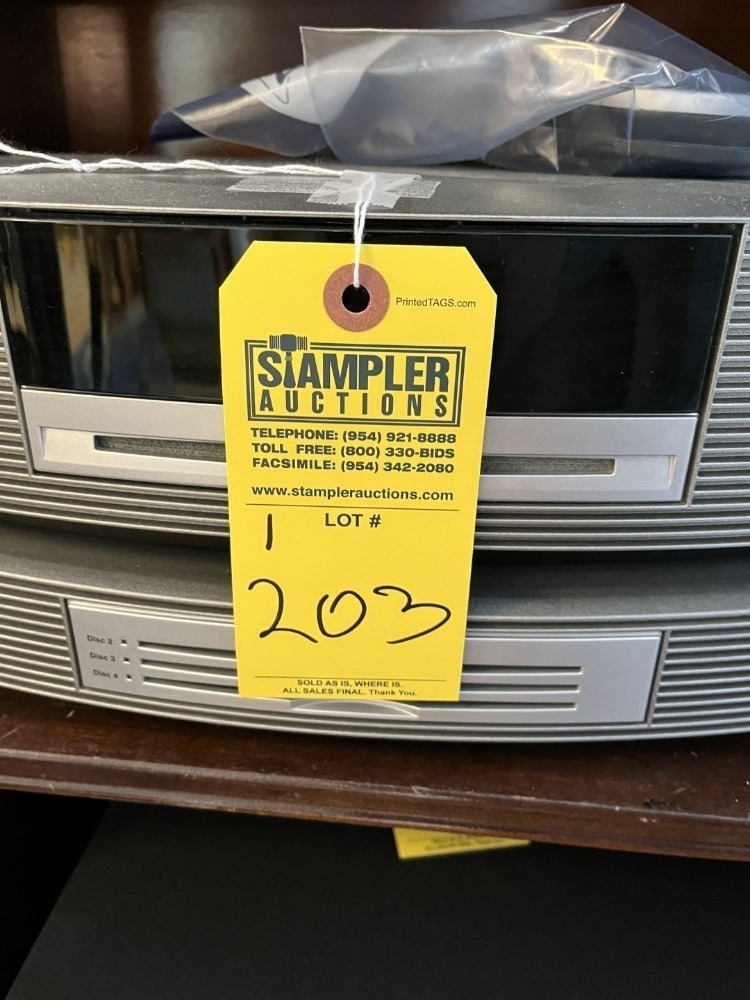 PrintedTAGS.com
STAMPLER
AUCTIONS
TELEPHONE: (954) 921-8888
TOLL FREE: (800) 330-BIDS
FACSIMILE: (954) 342-2080
www.stamplerauctions.com
LOT #
1
203
SOLD AS IS, WHERE IS.
ALL SALES FINAL. Thank You.
Disc 2
Disc 3
Disc 4